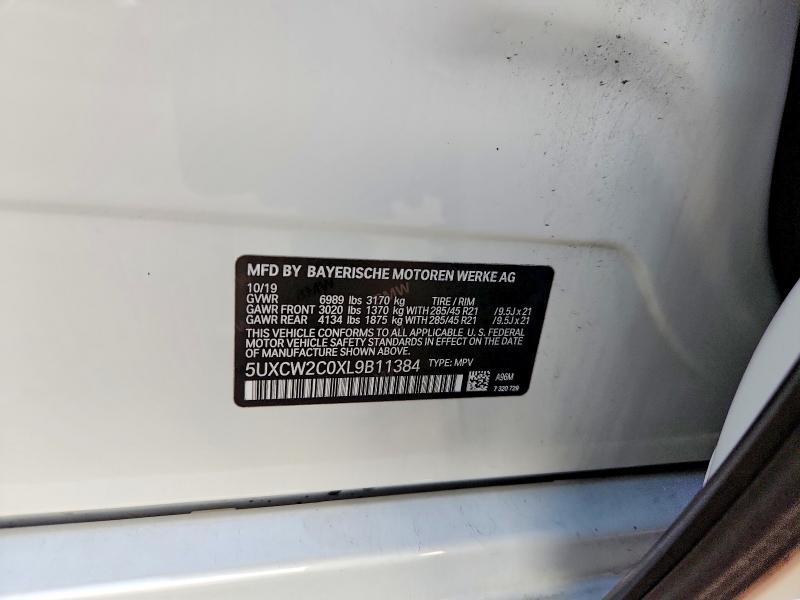 MFD BY BAYERISCHE MOTOREN WERKE AG
10/19
GVWR 6989 lbs 3170 kg TIRE / RIM
GAWR FRONT 3020 lbs 1370 kg WITH 285/45 R21 /9.5J x 21
GAWR REAR 4134 lbs 1875 kg WITH 285/45 R21 /9.5J x 21
THIS VEHICLE CONFORMS TO ALL APPLICABLE U. S. FEDERAL
MOTOR VEHICLE SAFETY STANDARDS IN EFFECT ON
THE DATE OF MANUFACTURE SHOWN ABOVE.
5UXCW2C0XL9B11384 TYPE: MPV
A96M
7 320 729